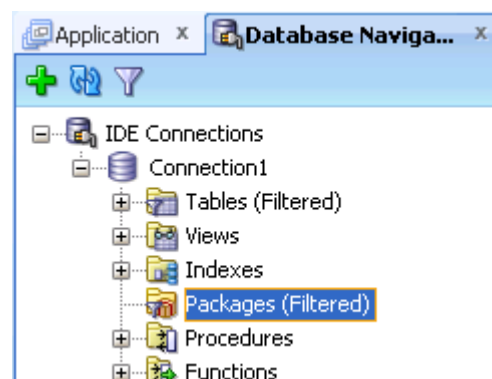 Application x Database Naviga... x
IDE Connections
Connection1
Tables (Filtered)
Views
Indexes
Packages (Filtered)
Procedures
Functions